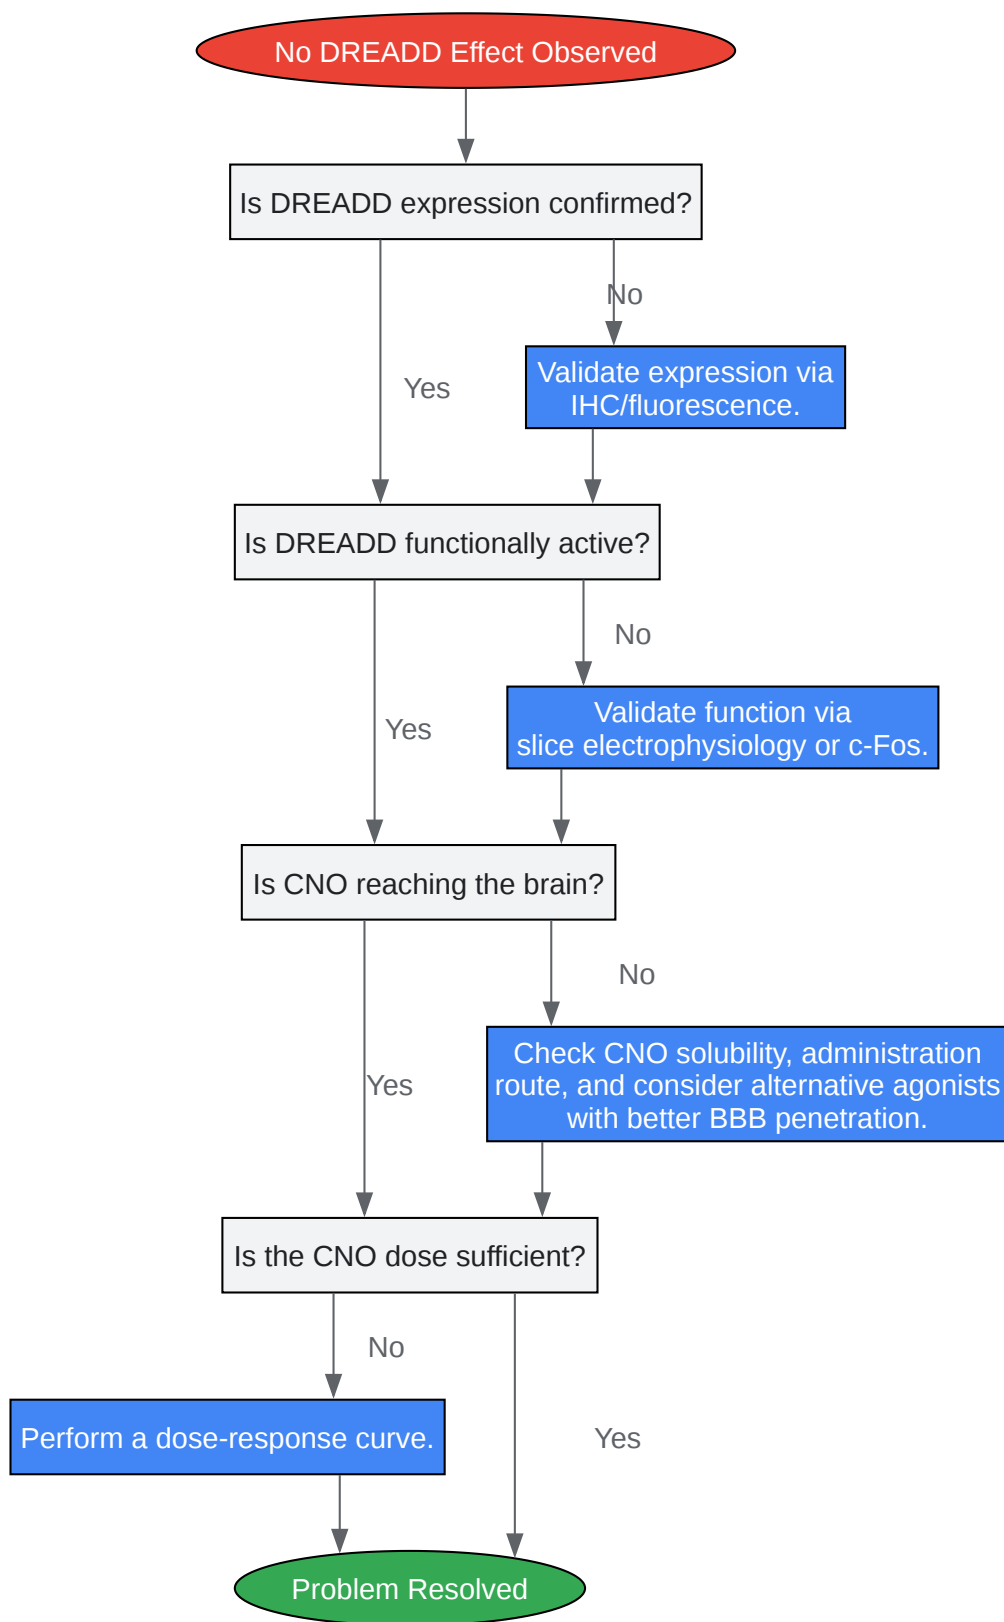 No DREADD Effect Observed
Is DREADD expression confirmed?
No
Validate expression via
IHC/fluorescence.
Yes
Is DREADD functionally active?
No
Validate function via
slice electrophysiology or c-Fos.
Yes
Is CNO reaching the brain?
No
Check CNO solubility, administration
route, and consider alternative agonists
with better BBB penetration.
Yes
Is the CNO dose sufficient?
No
Perform a dose-response curve.
Yes
Problem Resolved